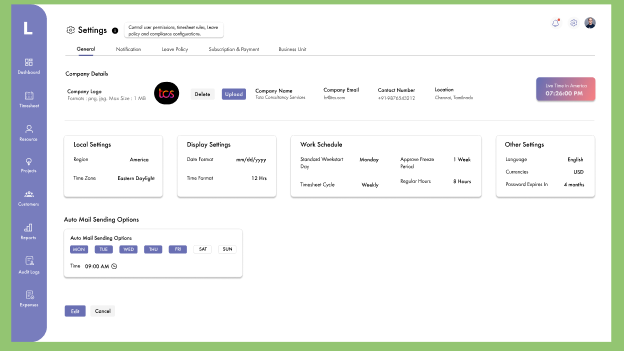 L
Settings
i
Control user permissions, timesheet rules, leave
policy and compliance configurations.
General
Notification
Leave Policy
Subscription & Payment
Business Unit
Dashboard
Timesheet
Resource
Projects
Customers
Reports
Audit Logs
Expenses
Company Details
Company Logo
Formats : png, jpg. Max Size : 1 MB
tcs
Delete
Upload
Company Name
Tata Consultancy Services
Company Email
Contact Number
Location
Chennai, Tamilnadu
Live Time in America
07:26:00 PM
Local Settings
Region
America
Time Zone
Eastern Daylight
Display Settings
Date Format
mm/dd/yyyy
Time Format
12 Hrs
Work Schedule
Standard Weekstart
Day
Monday
Approve Freeze
Period
1 Week
Timesheet Cycle
Weekly
Regular Hours
8 Hours
Other Settings
Language
English
Currencies
USD
Password Expires In
4 months
Auto Mail Sending Options
Auto Mail Sending Options
MON
TUE
WED
THU
FRI
SAT
SUN
Time
09:00 AM
Edit
Cancel